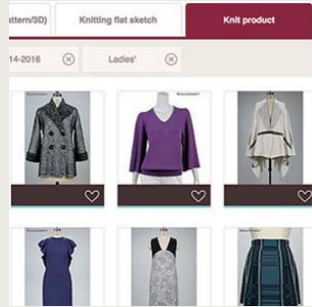 attern/3D)
Knitting flat sketch
Knit product
14-2016
Ladies'